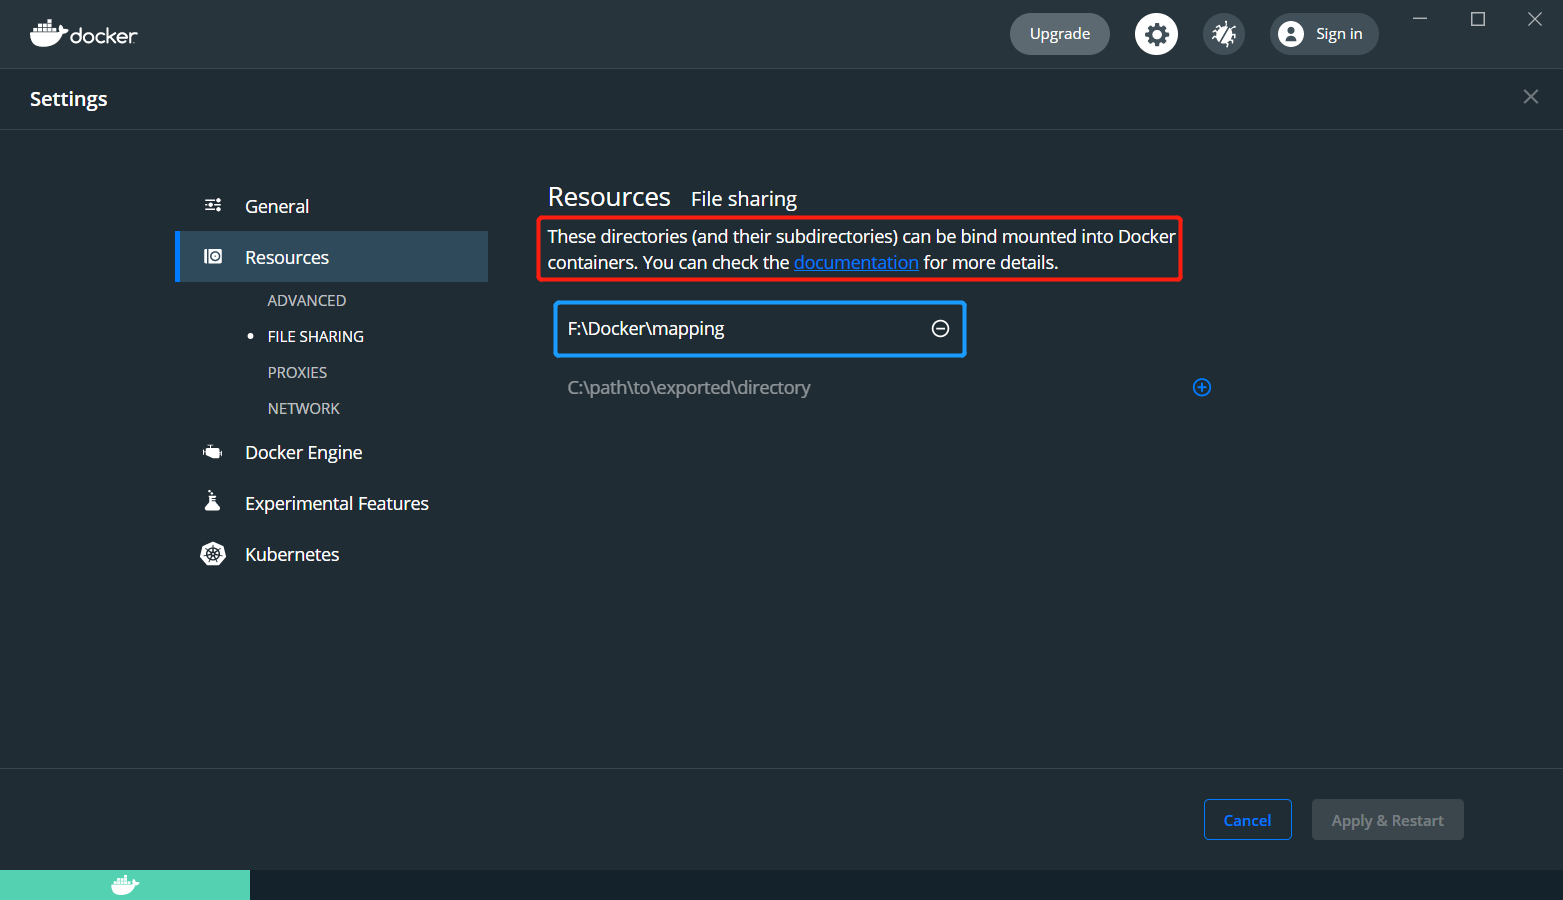 docker
Upgrade
Sign in
Settings
General
Resources
ADVANCED
FILE SHARING
PROXIES
NETWORK
Docker Engine
Experimental Features
Kubernetes
Resources File sharing
These directories (and their subdirectories) can be bind mounted into Docker
containers. You can check the documentation for more details.
F:\Docker\mapping
C:\path\to\exported\directory
Cancel
Apply & Restart